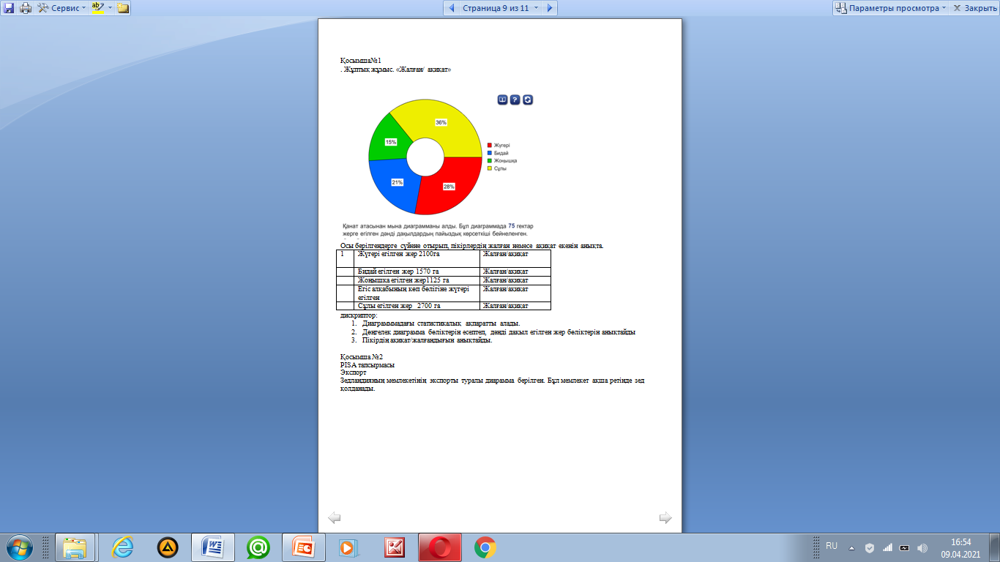 Сервис
ab
Страница 9 из 11
Параметры просмотра
Закрыть
Қосымша№1
. Жұптық жұмыс. «Жалған/ ақиқат»
?
36%
15%
21%
28%
Жүгері
Бидай
Жоңышқа
Сұлы
Қанат атасынан мына диаграмманы алды. Бұл диаграммада 75 гектар
жерге егілген дәнді дақылдардың пайыздық көрсеткіші бейнеленген.
Осы берілгендерге сүйене отырып, пікірлердің жалған немесе ақиқат екенін анықта.
1 Жүгері егілген жер 2100га Жалған/ақиқат
Бидай егілген жер 1570 га Жалған/ақиқат
Жоңышқа егілген жер1125 га Жалған/ақиқат
Егіс алқабының көп бөлігіне жүгері Жалған/ақиқат
егілген
Сұлы егілген жер 2700 га Жалған/ақиқат
дискриптор:
1. Диаграмммадағы статистикалық ақпаратты алады.
2. Дөңгелек диаграмма бөліктерін есептеп, дәнді дақыл егілген жер бөліктерін анықтайды
3. Пікірдің ақиқат/жалғандығын анықтайды.
Қосымша №2
PISA тапсырмасы
Экспорт
Зедландияның мемлекетінің экспорты туралы диарамма берілген. Бұл мемлекет ақша ретінде зед
қолданады.
RU
16:54
09.04.2021